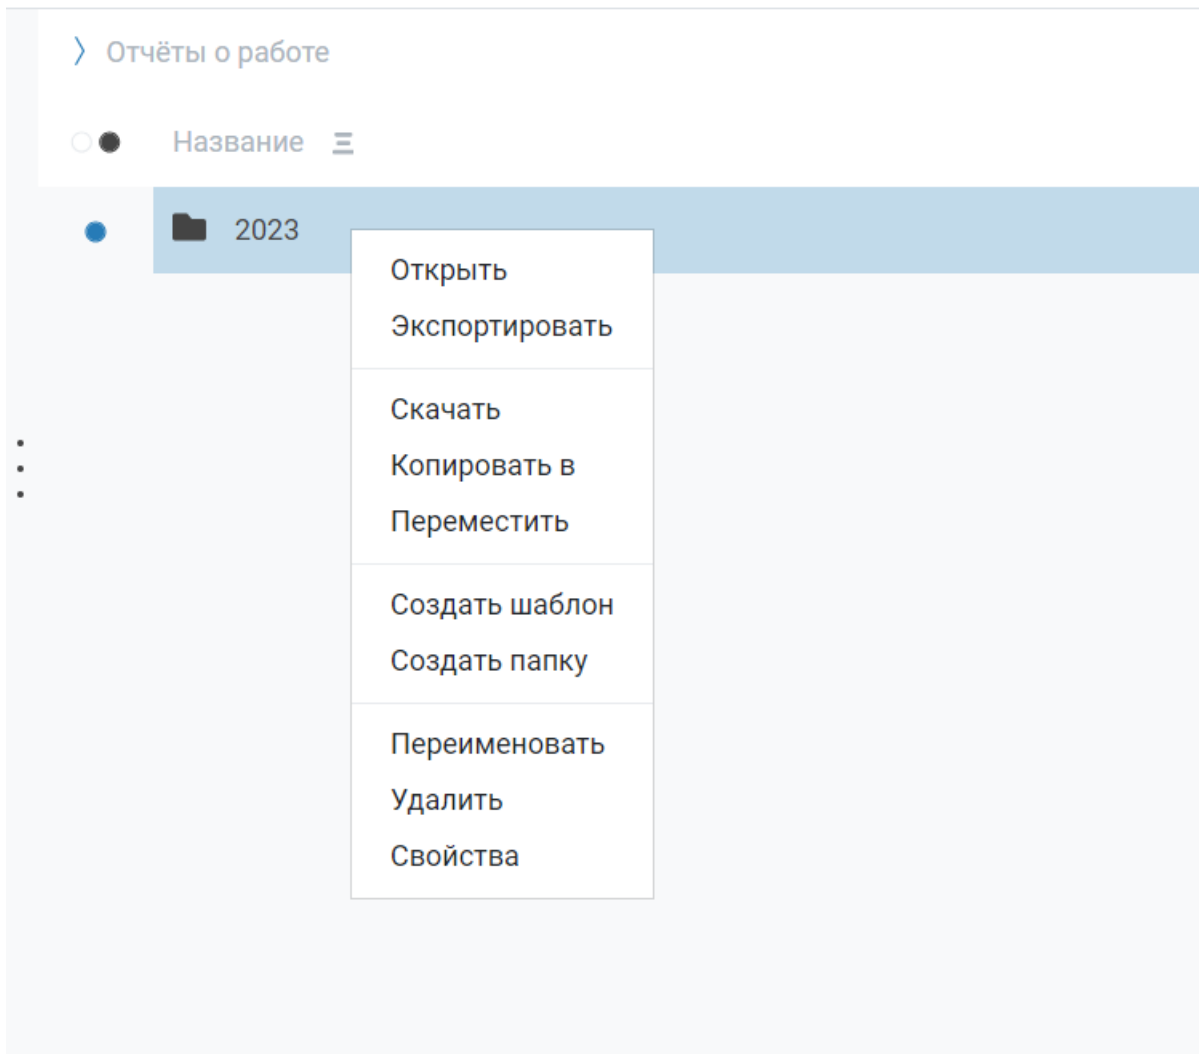 Отчёты о работе
Название
2023
Открыть
Экспортировать
Скачать
Копировать в
Переместить
Создать шаблон
Создать папку
Переименовать
Удалить
Свойства